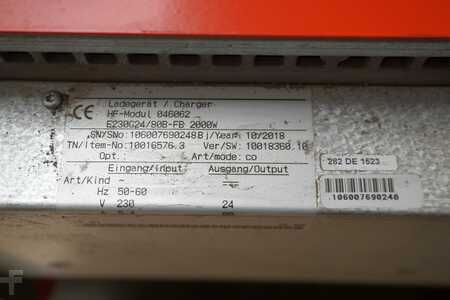 CE Ladegerät / Charger
HF-Modul 046062
E230G24/80B-FB 2000W
SN/SNo 106007690248 Bj/Year 10/2018
TN/Item-No: 10016576.3 Ver/SW: 10018360.10
Opt.: Art/mode: co
Eingang/input Ausgang/Output
Art/Kind ~
Hz 50-60
V 230 24
282 DE 1523
106007690248